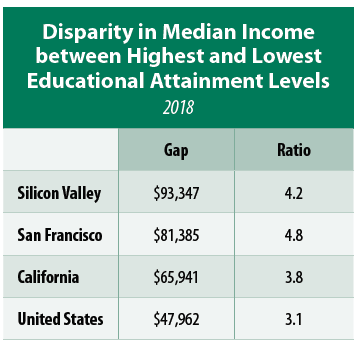 Disparity in Median Income
between Highest and Lowest
Educational Attainment Levels
2018
Gap Ratio
Silicon Valley $93,347 4.2
San Francisco $81,385 4.8
California $65,941 3.8
United States $47,962 3.1